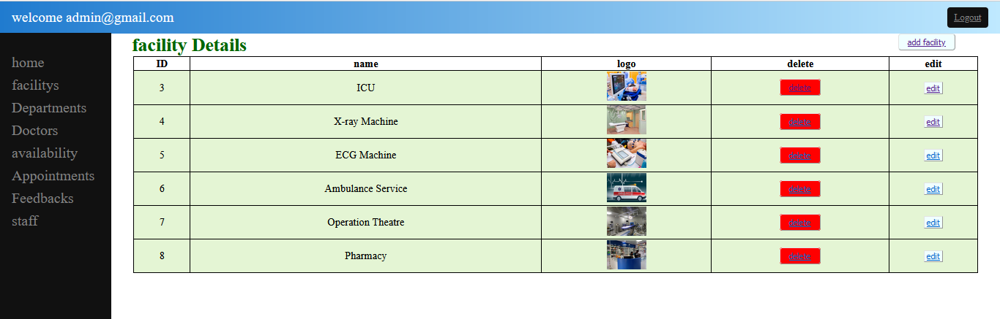 welcome admin@gmail.com Logout
home
facilitys
Departments
Doctors
availability
Appointments
Feedbacks
staff
facility Details add facility
ID name logo delete edit
3 ICU delete edit
4 X-ray Machine delete edit
5 ECG Machine delete edit
6 Ambulance Service delete edit
7 Operation Theatre delete edit
8 Pharmacy delete edit